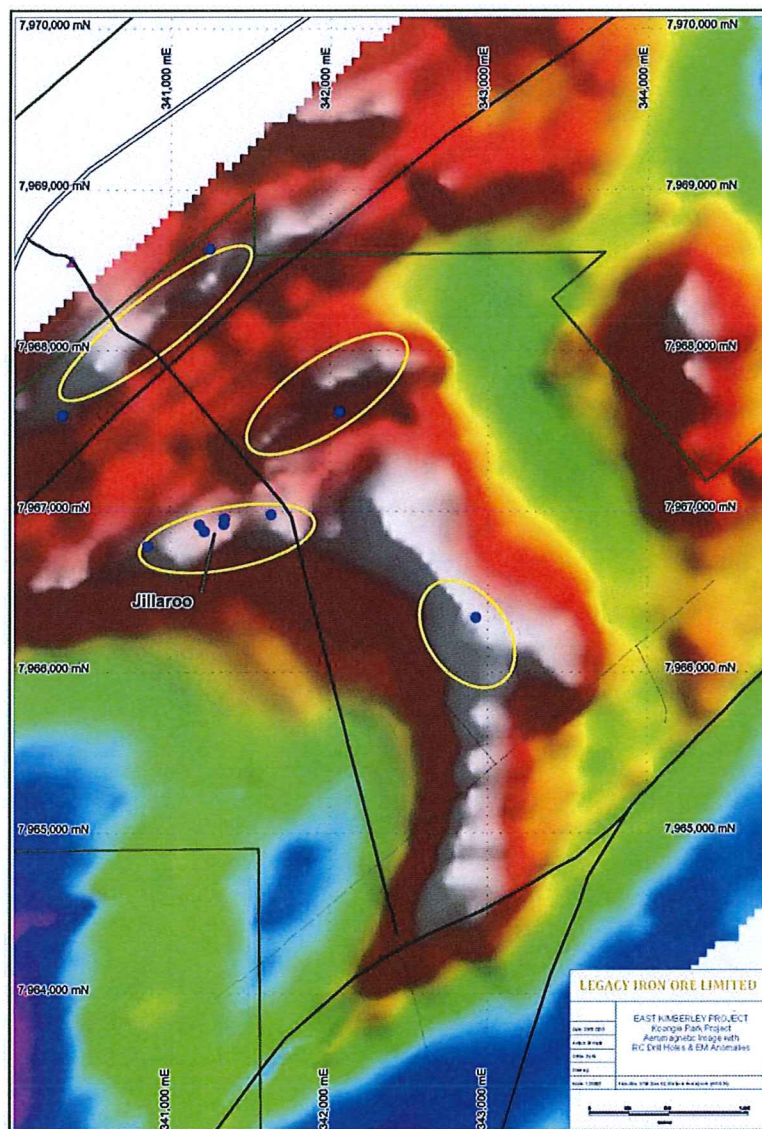 7,970,000 mN
7,970,000 mN
341,000 mE
342,000 mE
343,000 mE
344,000 mE
7,969,000 mN
7,969,000 mN
7,968,000 mN
7,968,000 mN
7,967,000 mN
7,967,000 mN
Jillaroo
7,966,000 mN
7,966,000 mN
7,965,000 mN
7,965,000 mN
7,964,000 mN
341,000 mE
342,000 mE
343,000 mE
LEGACY IRON ORE LIMITED
EAST KIMBERLEY PROJECT
Koongie Park Project
Aeromagnetic Image with
RC Drill Holes & EM Anomalies